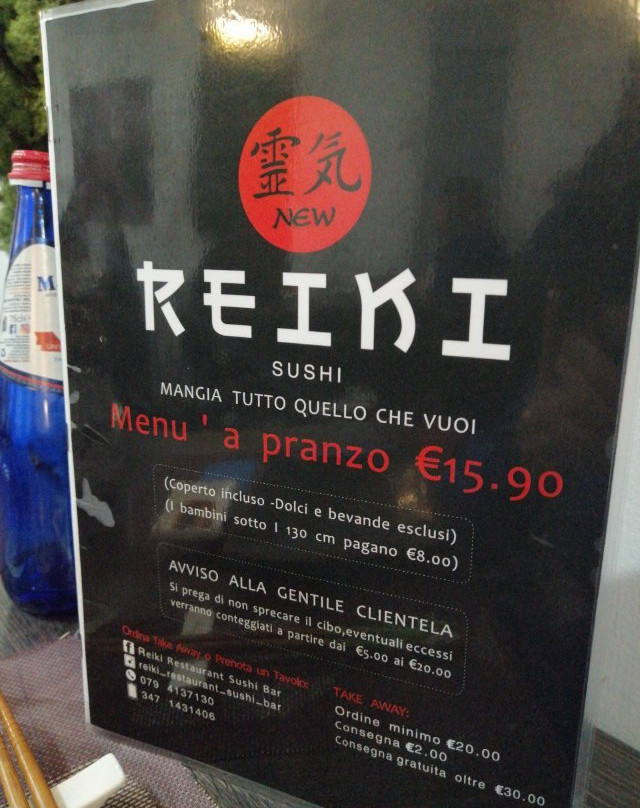 霊気
NEW
REIKI
SUSHI
MANGIA TUTTO QUELLO CHE VUOI
Menu ' a pranzo €15.90
(Coperto incluso -Dolci e bevande esclusi)
(I bambini sotto I 130 cm pagano €8.00)
AVVISO ALLA GENTILE CLIENTELA
Si prega di non sprecare il cibo,eventuali eccessi
verranno conteggiati a partire dai €5.00 ai €20.00
Ordina Take Away o Prenota un Tavolo:
Reiki Restaurant Sushi Bar
reiki_restaurant_sushi_bar
079 4137130
347 1431406
TAKE AWAY:
Ordine minimo €20.00
Consegna €2.00
Consegna gratuita oltre €30.00
M